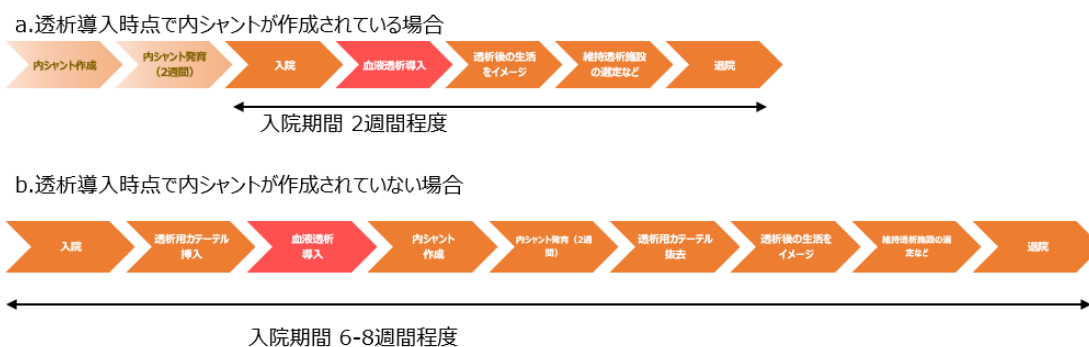 a.透析導入時点で内シャントが作成されている場合
内シャント作成
内シャント発育
(2週間)
入院
血液透析導入
透析後の生活
をイメージ
維持透析施設
の選定など
退院
入院期間 2週間程度
b.透析導入時点で内シャントが作成されていない場合
入院
透析用カテーテル
挿入
血液透析
導入
内シャント
作成
内シャント発育(2週
間)
透析用カテーテル
抜去
透析後の生活を
イメージ
維持透析施設の選
定など
退院
入院期間 6-8週間程度